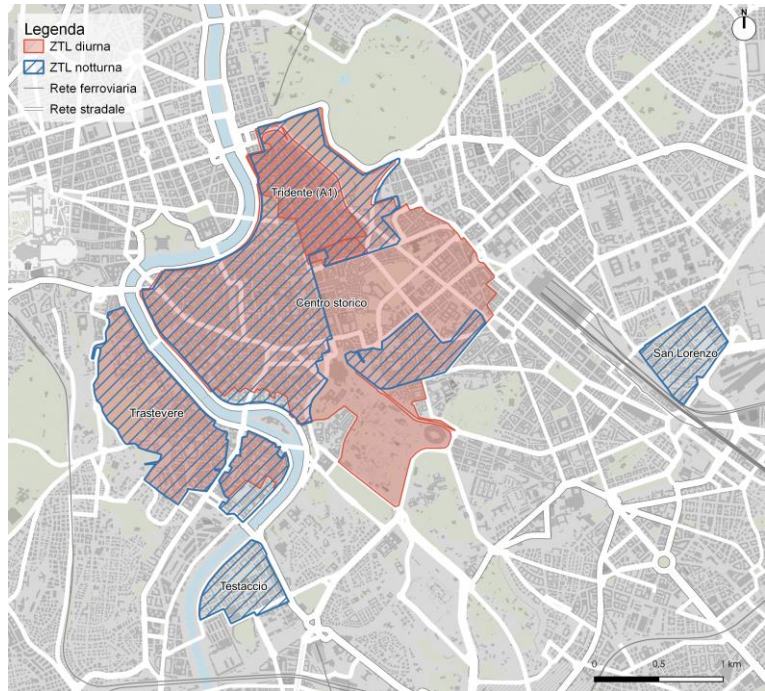 Legenda
ZTL diurna
ZTL notturna
Rete ferroviaria
Rete stradale
N
Tridente (A1)
Centro storico
San Lorenzo
Trastevere
Testaccio
0 0,5 1 km